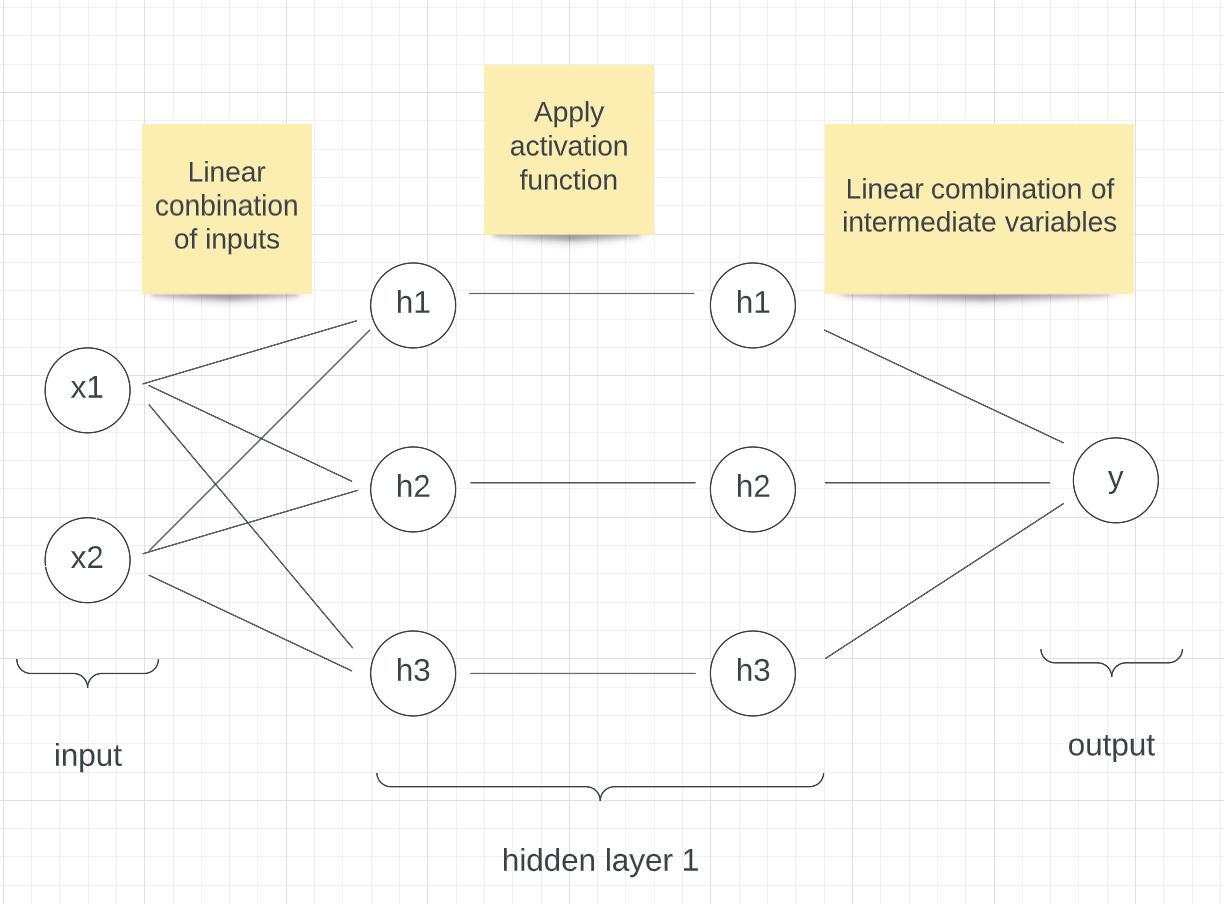 Apply
activation
function
Linear
conbination
of inputs
Linear combination of
intermediate variables
h1
h1
x1
h2
h2
y
x2
h3
h3
input
output
hidden layer 1